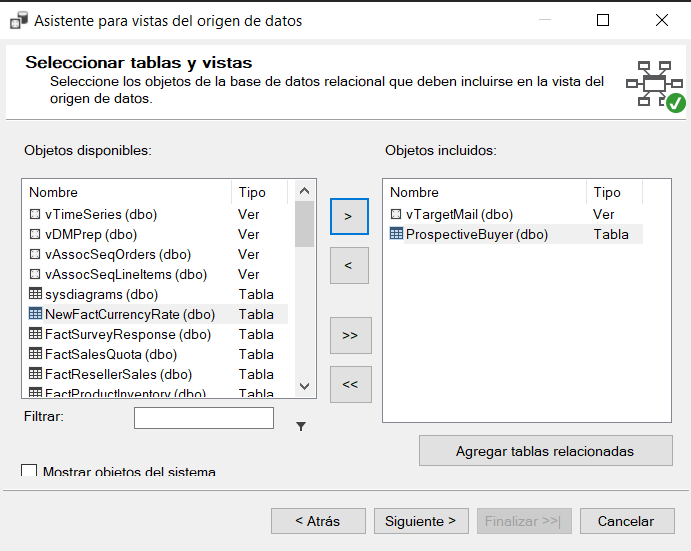 Asistente para vistas del origen de datos
Seleccionar tablas y vistas
Seleccione los objetos de la base de datos relacional que deben incluirse en la vista del
origen de datos.
Objetos disponibles:
Nombre Tipo
vTimeSeries (dbo) Ver
vDMPrep (dbo) Ver
vAssocSeqOrders (dbo) Ver
vAssocSeqLineItems (dbo) Ver
sysdiagrams (dbo) Tabla
NewFactCurrencyRate (dbo) Tabla
FactSurveyResponse (dbo) Tabla
FactSalesQuota (dbo) Tabla
FactResellerSales (dbo) Tabla
FactProductInventory (dbo) Tabla
Filtrar:
Mostrar objetos del sistema
>
<
>>
<<
Objetos incluidos:
Nombre Tipo
vTargetMail (dbo) Ver
ProspectiveBuyer (dbo) Tabla
Agregar tablas relacionadas
< Atrás Siguiente > Finalizar >>| Cancelar